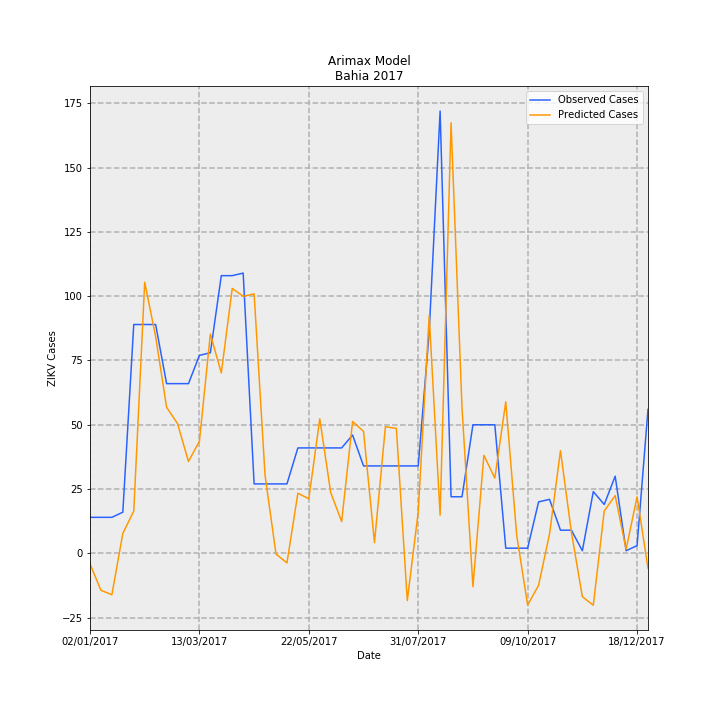 Arimax Model
Bahia 2017
Observed Cases
Predicted Cases
175
150
125
100
75
50
25
0
−25
ZIKV Cases
02/01/2017
13/03/2017
22/05/2017
31/07/2017
09/10/2017
18/12/2017
Date